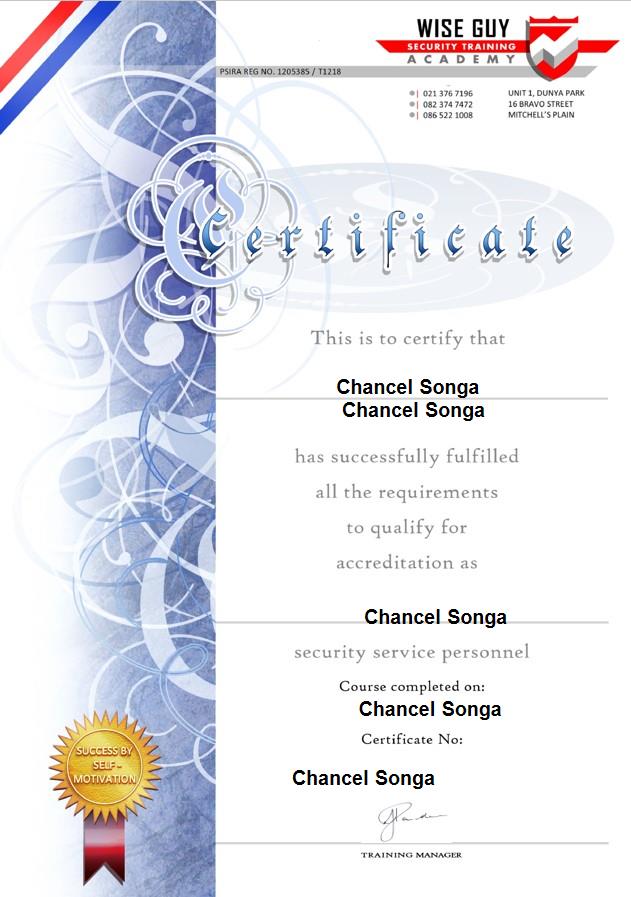 WISE GUY
SECURITY TRAINING
ACADEMY
PSIRA REG NO. 1205385 / T1218
021 376 7196
082 374 7472
086 522 1008
UNIT 1, DUNYA PARK
16 BRAVO STREET
MITCHELL'S PLAIN
Certificate
This is to certify that
Chancel Songa
Chancel Songa
has successfully fulfilled
all the requirements
to qualify for
accreditation as
Chancel Songa
security service personnel
Course completed on:
Chancel Songa
Certificate No:
Chancel Songa
SUCCESS BY
SELF -
MOTIVATION
TRAINING MANAGER